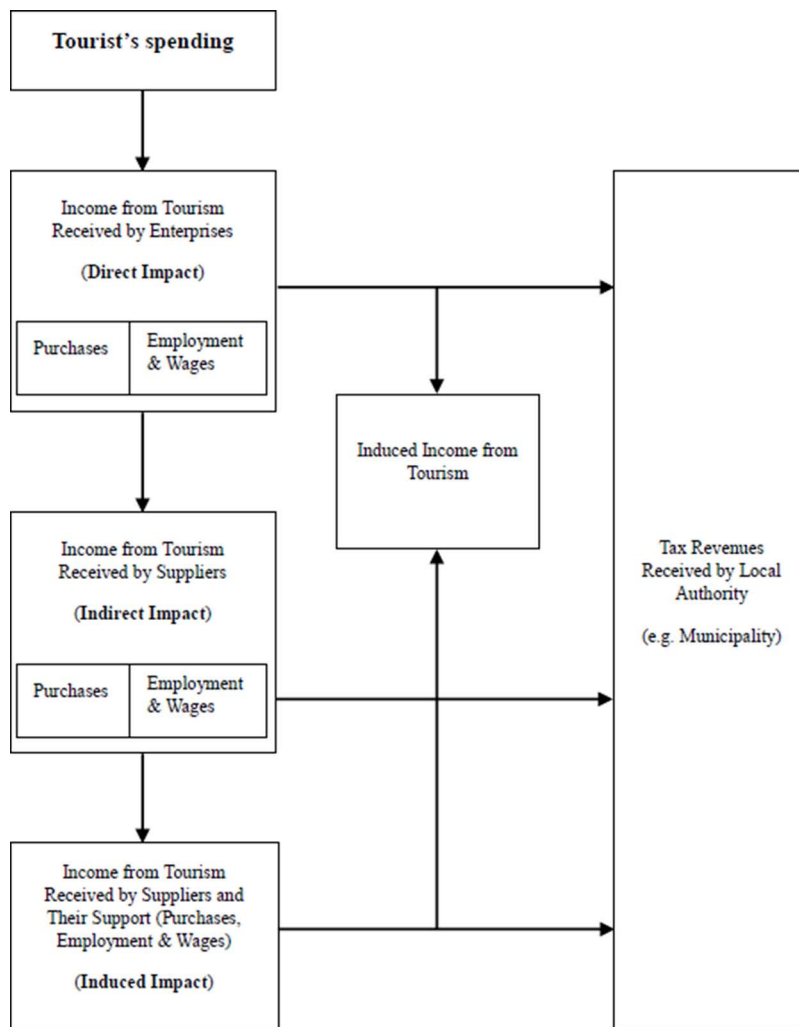 Tourist's spending
Income from Tourism
Received by Enterprises
(Direct Impact)
Purchases
Employment
& Wages
Induced Income from
Tourism
Income from Tourism
Received by Suppliers
(Indirect Impact)
Purchases
Employment
& Wages
Tax Revenues
Received by Local
Authority
(e.g. Municipality)
Income from Tourism
Received by Suppliers and
Their Support (Purchases,
Employment & Wages)
(Induced Impact)